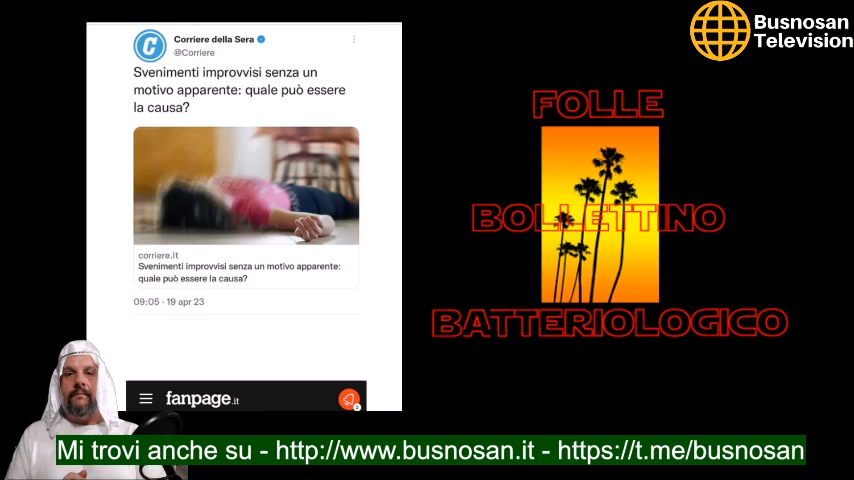 Corriere della Sera
@Corriere
Svenimenti improvvisi senza un
motivo apparente: quale può essere
la causa?
corriere.it
Svenimenti improvvisi senza un motivo apparente:
quale può essere la causa?
09:05 · 19 apr 23
fanpage.it
2
Busnosan
Television
FOLLE
BOLLETTINO
BATTERIOLOGICO
Mi trovi anche su - http://www.busnosan.it - https://t.me/busnosan